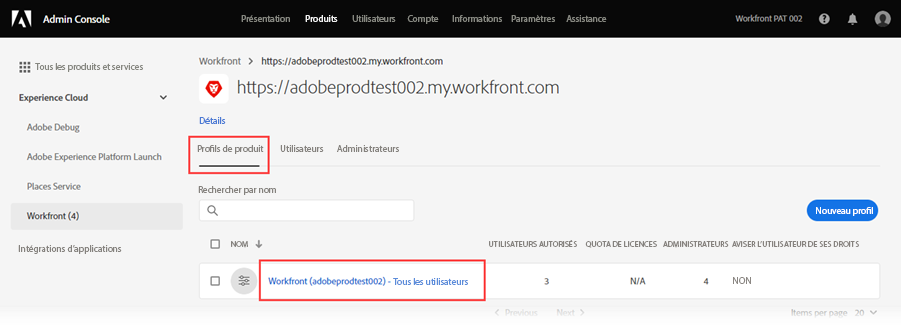 Admin Console
Présentation Produits Utilisateurs Compte Informations Paramètres Assistance Workfront PAT 002
Tous les produits et services
Experience Cloud
Adobe Debug
Adobe Experience Platform Launch
Places Service
Workfront (4)
Intégrations d'applications
Workfront > https://adobeprodtest002.my.workfront.com
https://adobeprodtest002.my.workfront.com
Détails
Profils de produit Utilisateurs Administrateurs
Rechercher par nom
Nouveau profil
NOM UTILISATEURS AUTORISÉS QUOTA DE LICENCES ADMINISTRATEURS AVISER L'UTILISATEUR DE SES DROITS
Workfront (adobeprodtest002) - Tous les utilisateurs 3 N/A 4 NON
Previous Next Items per page 20